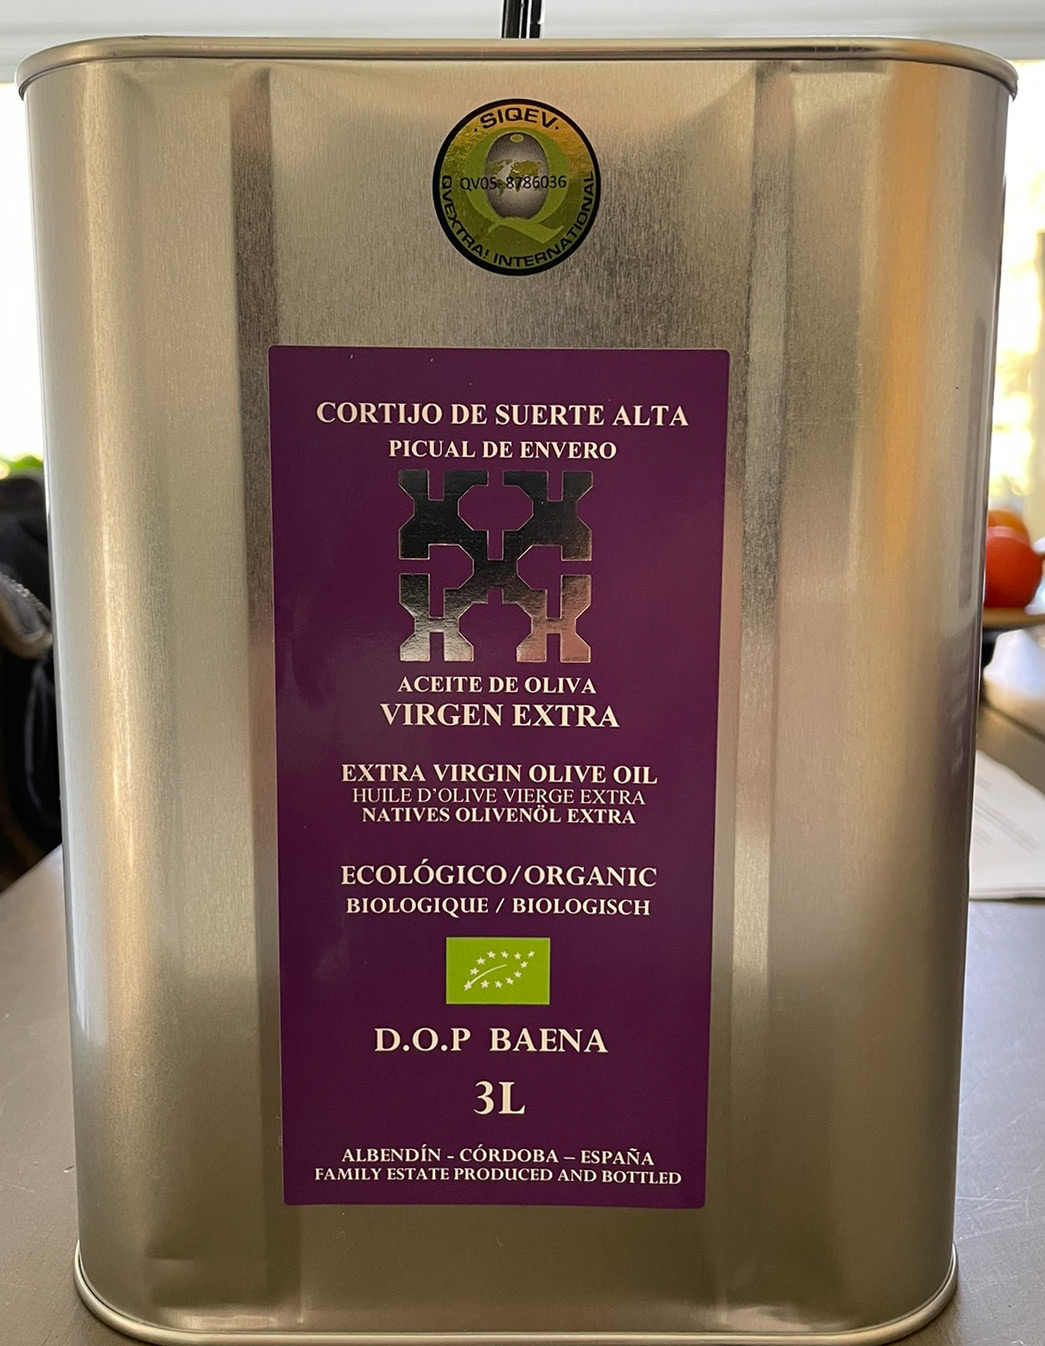 · SIQEV ·
QV05-8786036
QVEXTRA! INTERNATIONAL
CORTIJO DE SUERTE ALTA
PICUAL DE ENVERO
ACEITE DE OLIVA
VIRGEN EXTRA
EXTRA VIRGIN OLIVE OIL
HUILE D'OLIVE VIERGE EXTRA
NATIVES OLIVENÖL EXTRA
ECOLÓGICO/ORGANIC
BIOLOGIQUE / BIOLOGISCH
D.O.P BAENA
3L
ALBENDÍN - CÓRDOBA – ESPAÑA
FAMILY ESTATE PRODUCED AND BOTTLED